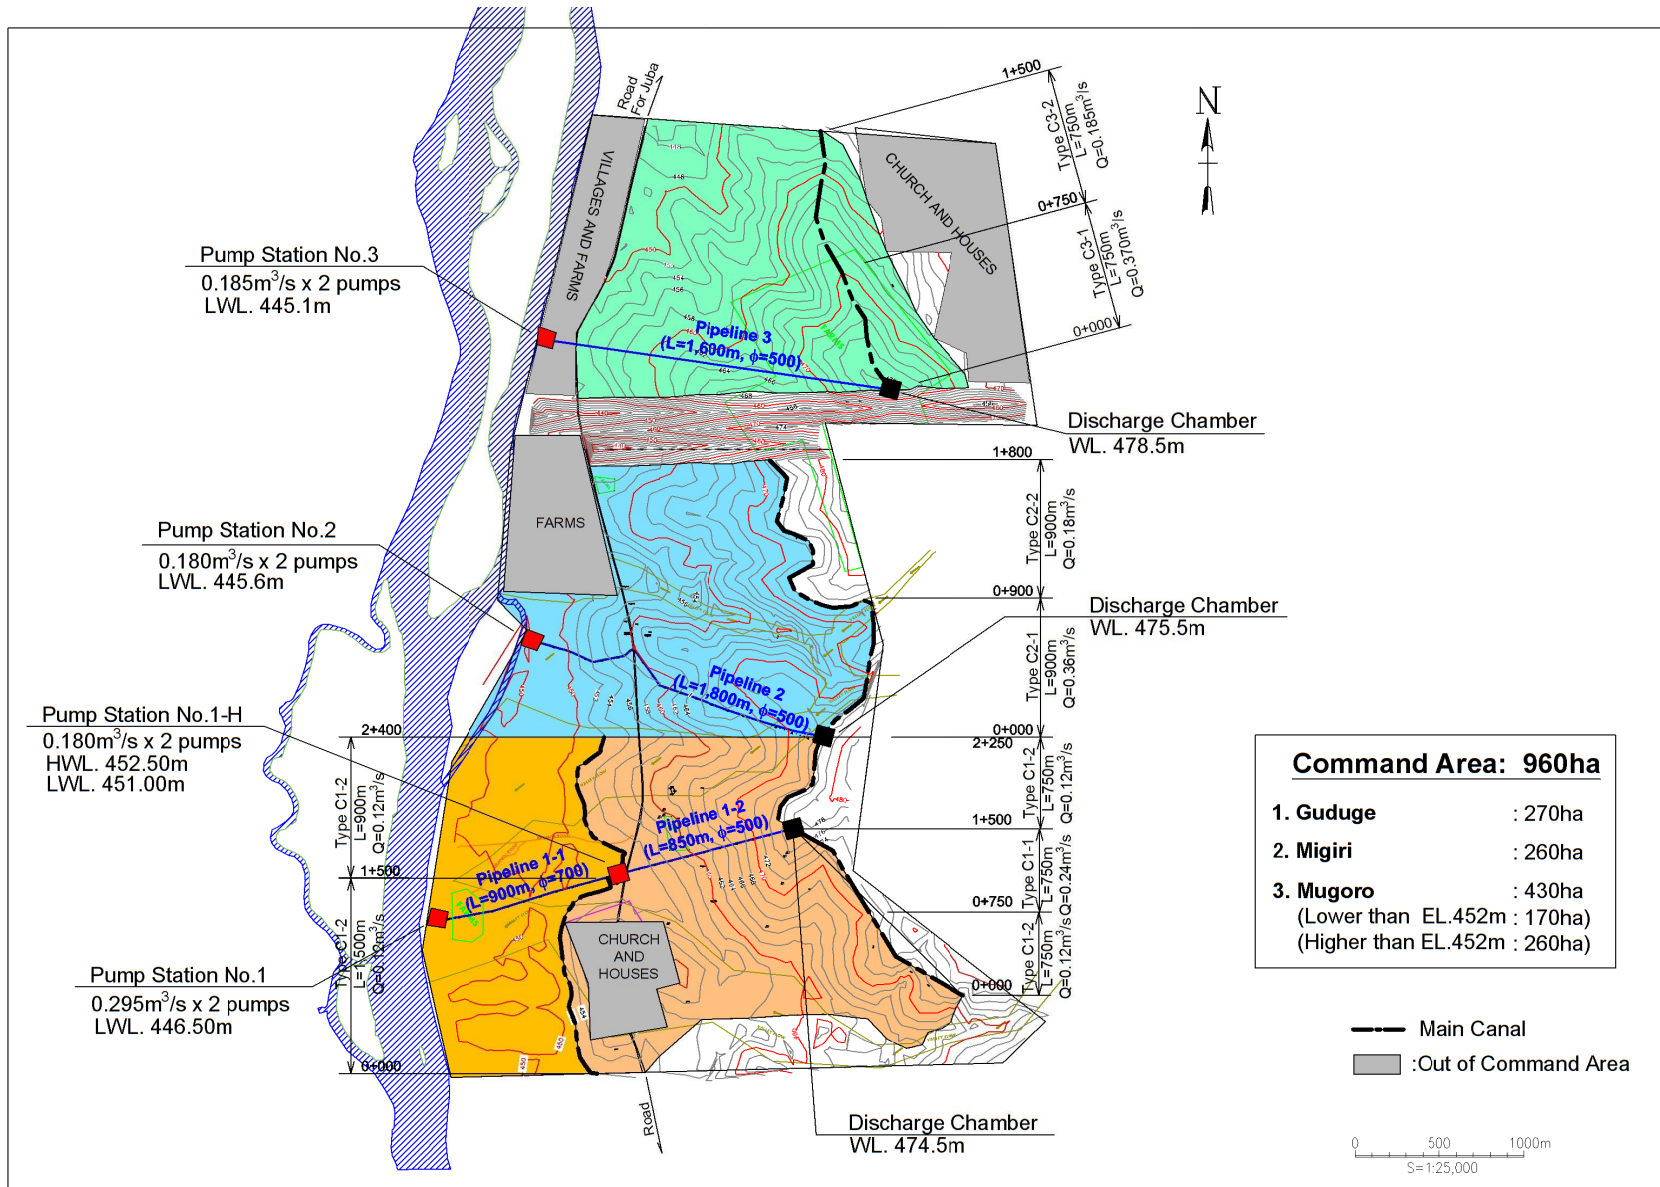 Road
For Juba
1+500
Type C3-2
L=750m
Q=0.185m³/s
0+750
Type C3-1
L=750m
Q=0.370m³/s
0+000
N
VILLAGES AND FARMS
CHURCH AND HOUSES
Pump Station No.3
0.185m³/s x 2 pumps
LWL. 445.1m
Pipeline 3
(L=1,600m, ϕ=500)
FARMS
Discharge Chamber
WL. 478.5m
1+800
Type C2-2
L=900m
Q=0.18m³/s
0+900
FARMS
Pump Station No.2
0.180m³/s x 2 pumps
LWL. 445.6m
Discharge Chamber
WL. 475.5m
Type C2-1
L=900m
Q=0.36m³/s
0+000
Pipeline 2
(L=1,800m, ϕ=500)
Pump Station No.1-H
0.180m³/s x 2 pumps
HWL. 452.50m
LWL. 451.00m
2+400
Type C1-2
L=900m
Q=0.12m³/s
1+500
Type C1-2
L=1,500m
Q=0.12m³/s
0+000
2+250
Type C1-2
L=750m
Q=0.12m³/s
1+500
Type C1-1
L=750m
Q=0.24m³/s
0+750
Type C1-2
L=750m
Q=0.12m³/s
0+000
Pipeline 1-2
(L=850m, ϕ=500)
Pipeline 1-1
(L=900m, ϕ=700)
CHURCH
AND
HOUSES
Pump Station No.1
0.295m³/s x 2 pumps
LWL. 446.50m
Road
Discharge Chamber
WL. 474.5m
Command Area: 960ha
1. Guduge : 270ha
2. Migiri : 260ha
3. Mugoro : 430ha
(Lower than EL.452m : 170ha)
(Higher than EL.452m : 260ha)
Main Canal
:Out of Command Area
0 500 1000m
S=1:25,000